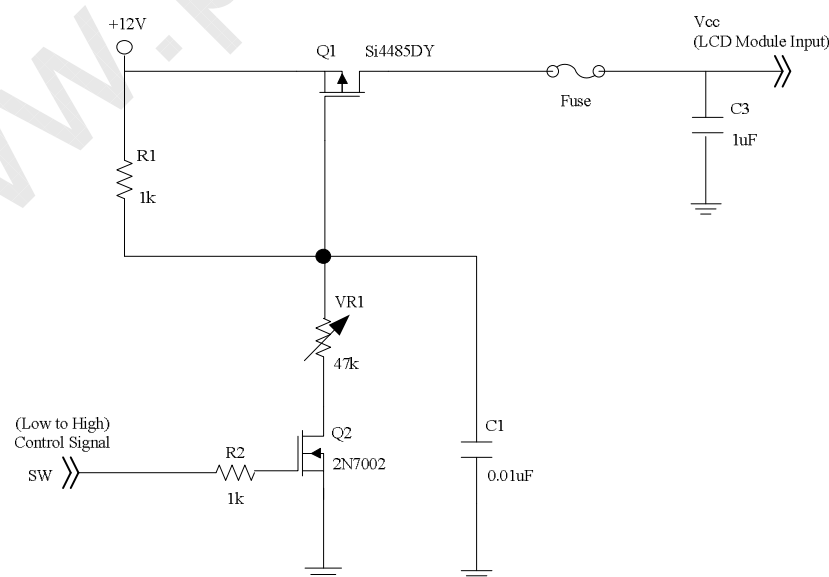 +12V
Q1
Si4485DY
Vcc
(LCD Module Input)
Fuse
C3
1uF
R1
1k
VR1
47k
(Low to High)
Control Signal
SW
R2
1k
Q2
2N7002
C1
0.01uF